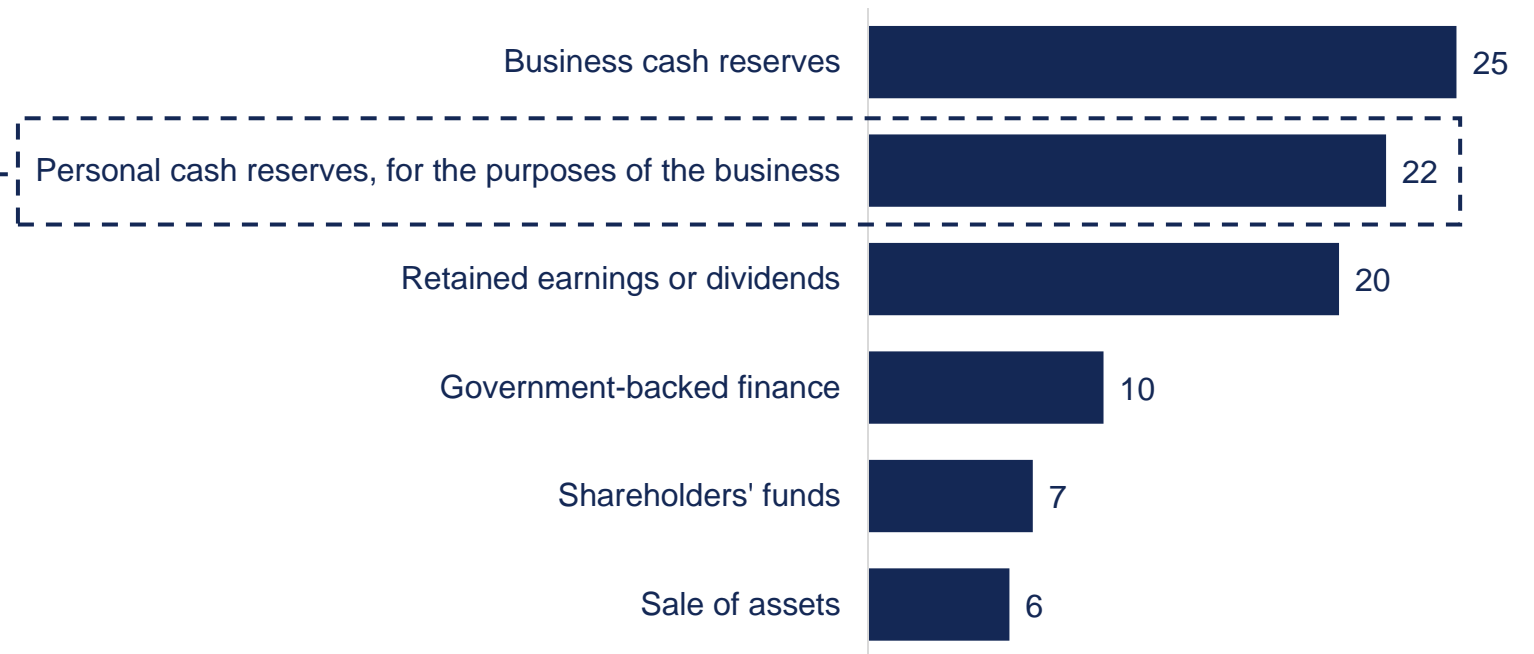 Business cash reserves 25
Personal cash reserves, for the purposes of the business 22
Retained earnings or dividends 20
Government-backed finance 10
Shareholders' funds 7
Sale of assets 6